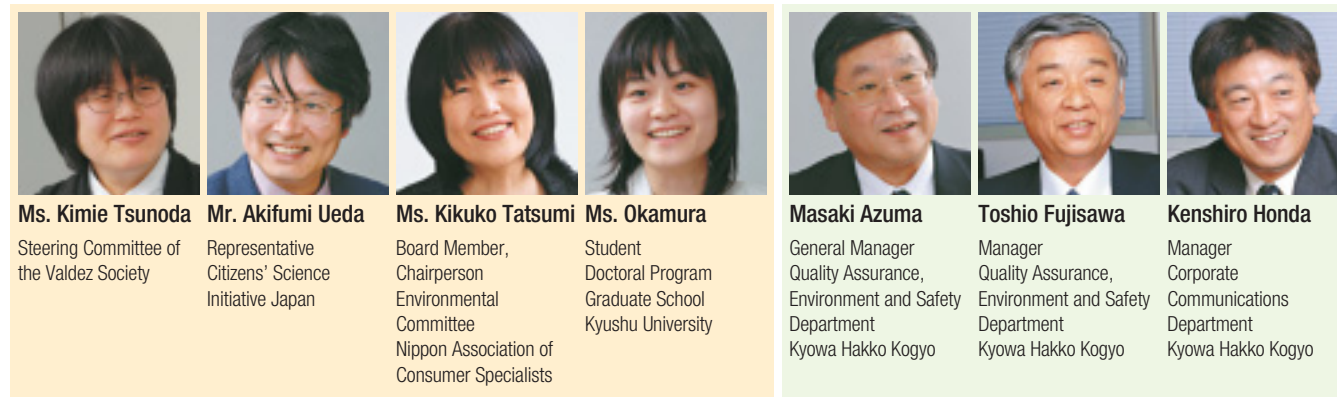 Ms. Kimie Tsunoda
Steering Committee of
the Valdez Society
Mr. Akifumi Ueda
Representative
Citizens’ Science
Initiative Japan
Ms. Kikuko Tatsumi
Board Member,
Chairperson
Environmental
Committee
Nippon Association of
Consumer Specialists
Ms. Okamura
Student
Doctoral Program
Graduate School
Kyushu University
Masaki Azuma
General Manager
Quality Assurance,
Environment and Safety
Department
Kyowa Hakko Kogyo
Toshio Fujisawa
Manager
Quality Assurance,
Environment and Safety
Department
Kyowa Hakko Kogyo
Kenshiro Honda
Manager
Corporate
Communications
Department
Kyowa Hakko Kogyo